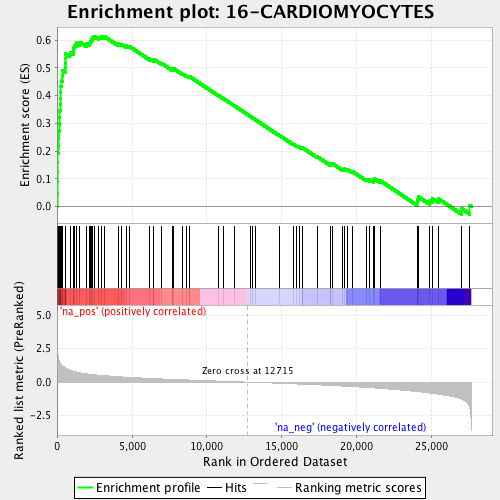 Enrichment plot: 16-CARDIOMYOCYTES
Enrichment score (ES)
0.6
0.5
0.4
0.3
0.2
0.1
0.0
'na_pos' (positively correlated)
Ranked list metric (PreRanked)
5.0
2.5
0.0
-2.5
Zero cross at 12715
'na_neg' (negatively correlated)
0 5,000 10,000 15,000 20,000 25,000
Rank in Ordered Dataset
Enrichment profile Hits Ranking metric scores